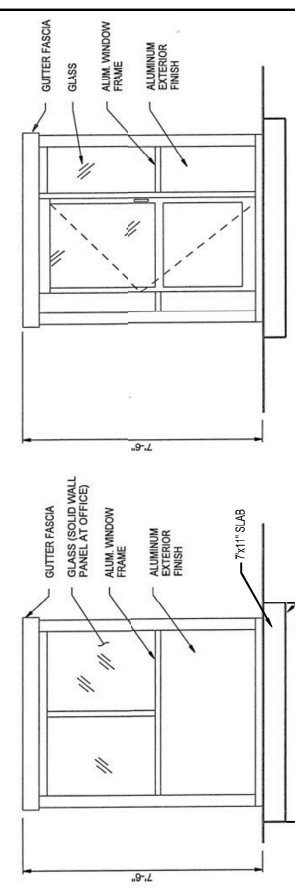 GUTTER FASCIA
GLASS
ALUM. WINDOW
FRAME
ALUMINUM
EXTERIOR
FINISH
7'-6"
GUTTER FASCIA
GLASS (SOLID WALL
PANEL AT OFFICE)
ALUM. WINDOW
FRAME
ALUMINUM
EXTERIOR
FINISH
7'x11" SLAB
7'-6"